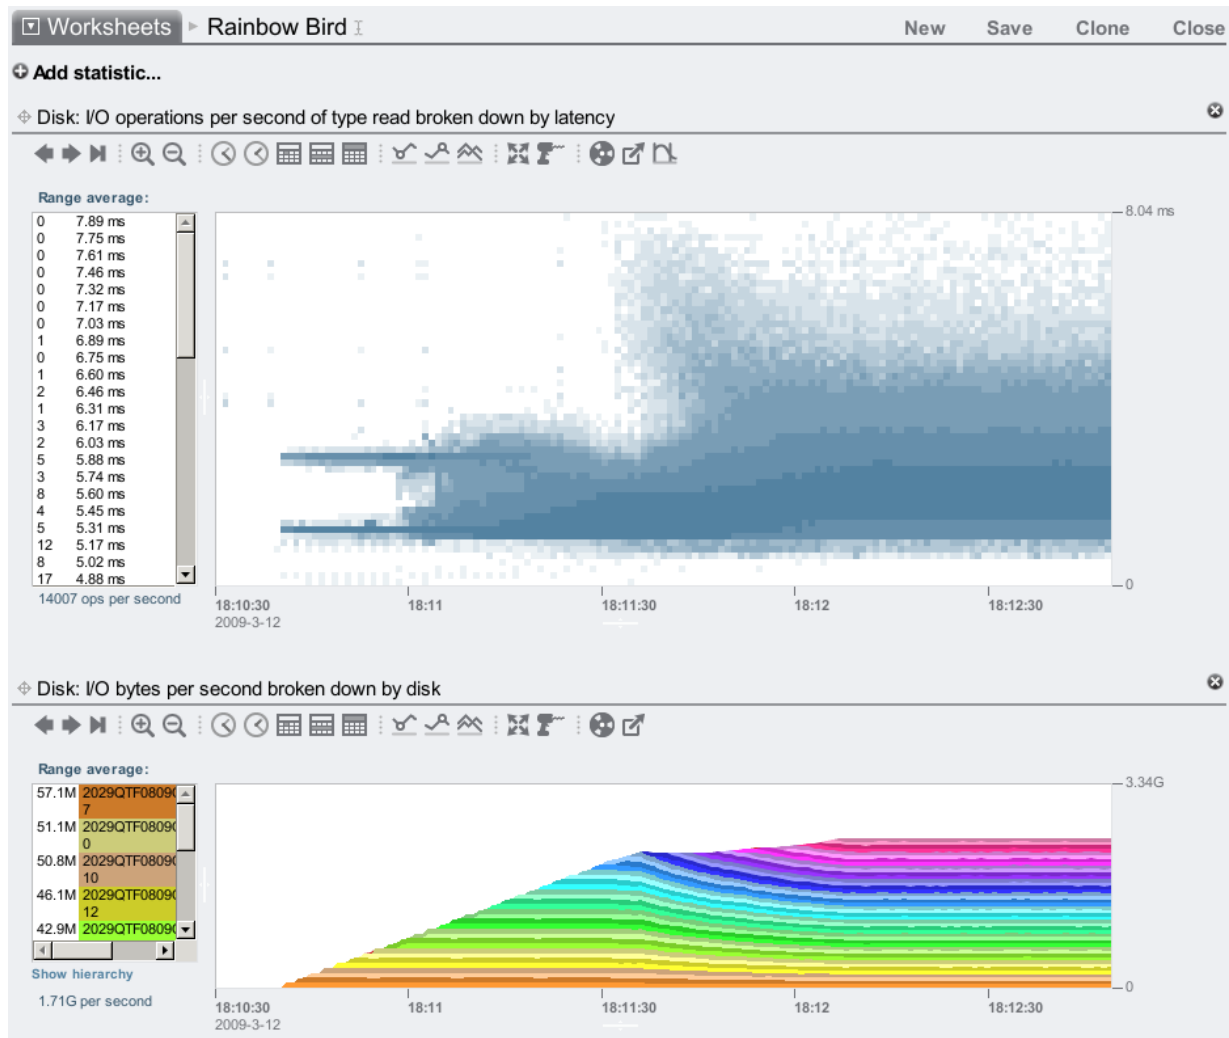 Worksheets Rainbow Bird New Save Clone Close
Add statistic...
Disk: I/O operations per second of type read broken down by latency
Range average:
0 7.89 ms
0 7.75 ms
0 7.61 ms
0 7.46 ms
0 7.32 ms
0 7.17 ms
0 7.03 ms
1 6.89 ms
0 6.75 ms
1 6.60 ms
2 6.46 ms
1 6.31 ms
3 6.17 ms
2 6.03 ms
5 5.88 ms
3 5.74 ms
8 5.60 ms
4 5.45 ms
5 5.31 ms
12 5.17 ms
8 5.02 ms
17 4.88 ms
14007 ops per second
8.04 ms
0
18:10:30 18:11 18:11:30 18:12 18:12:30
2009-3-12
Disk: I/O bytes per second broken down by disk
Range average:
57.1M 2029QTF0809
7
51.1M 2029QTF0809
0
50.8M 2029QTF0809
10
46.1M 2029QTF0809
12
42.9M 2029QTF0809
Show hierarchy
1.71G per second
3.34G
0
18:10:30 18:11 18:11:30 18:12 18:12:30
2009-3-12